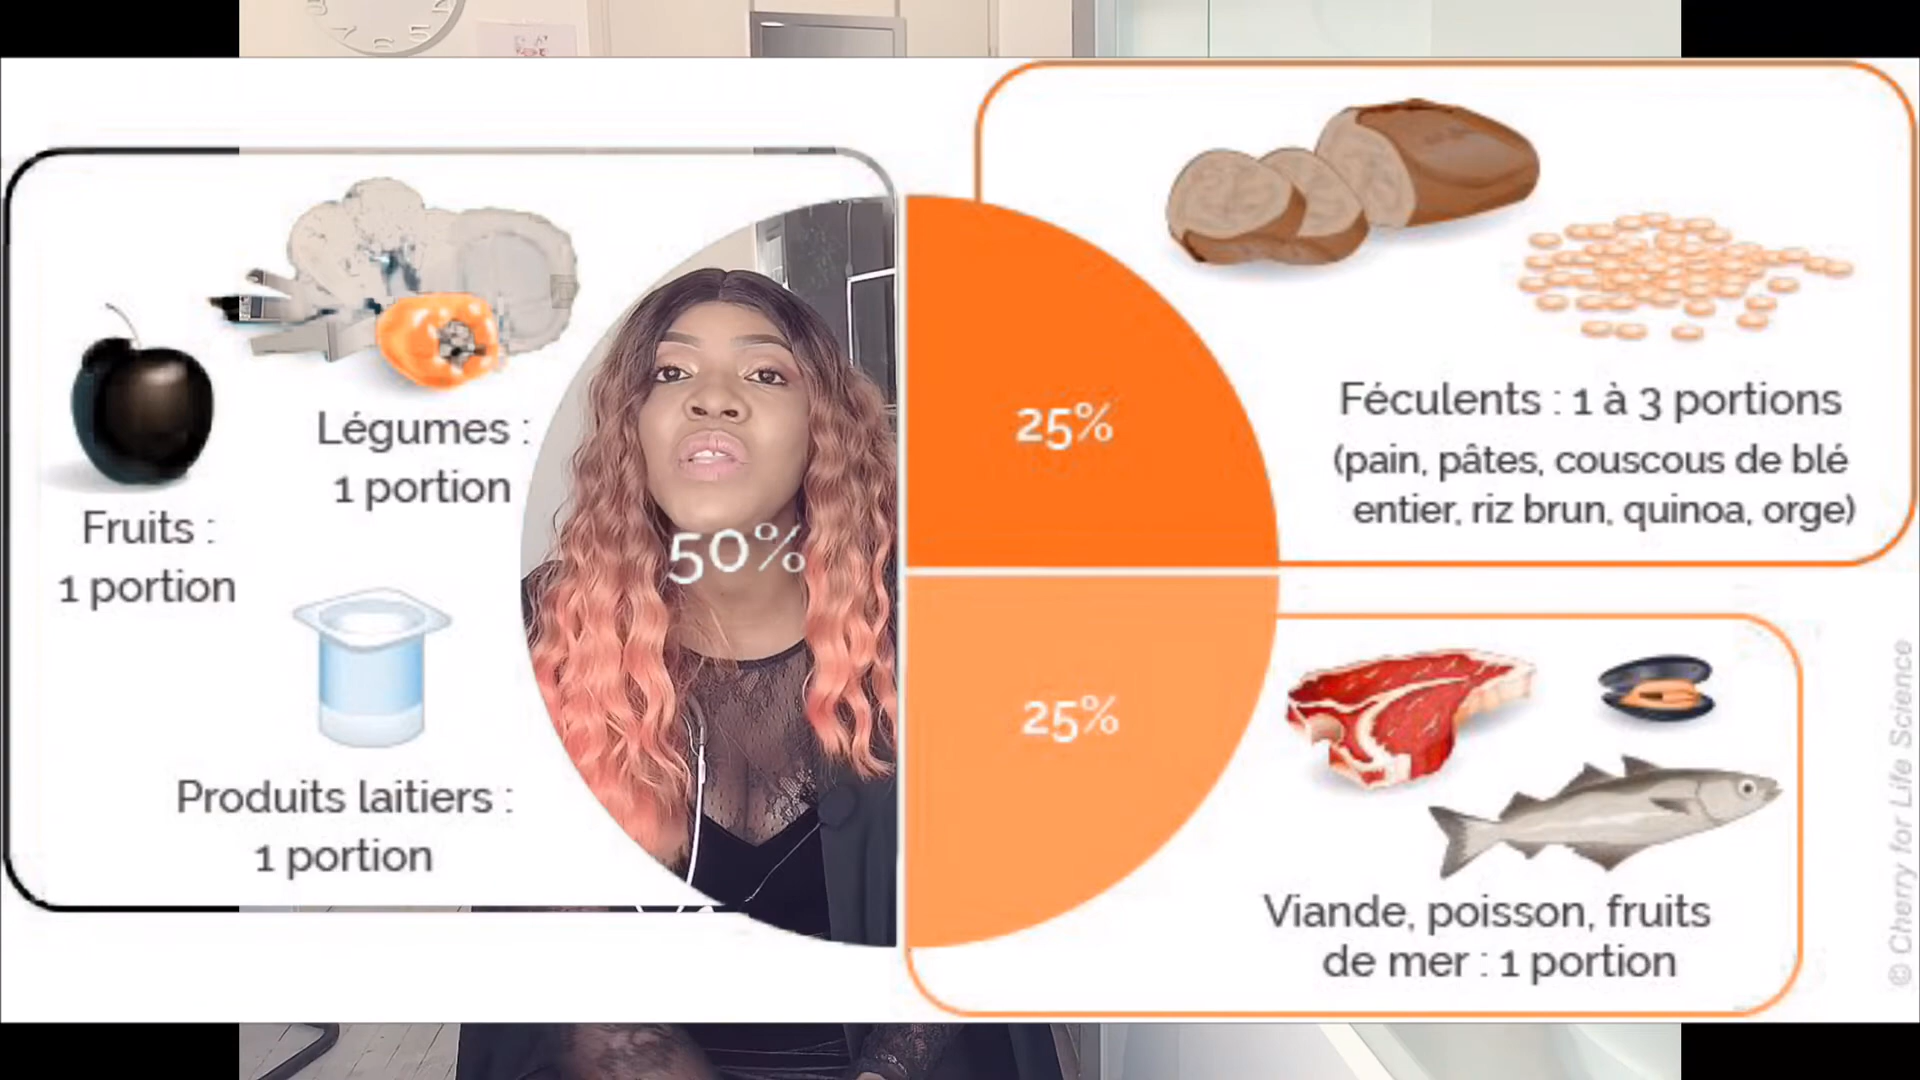 Légumes :
1 portion
Fruits :
1 portion
Produits laitiers :
1 portion
50%
25%
25%
Féculents : 1 à 3 portions
(pain, pâtes, couscous de blé
entier, riz brun, quinoa, orge)
Viande, poisson, fruits
de mer : 1 portion
© Cherry for Life Science